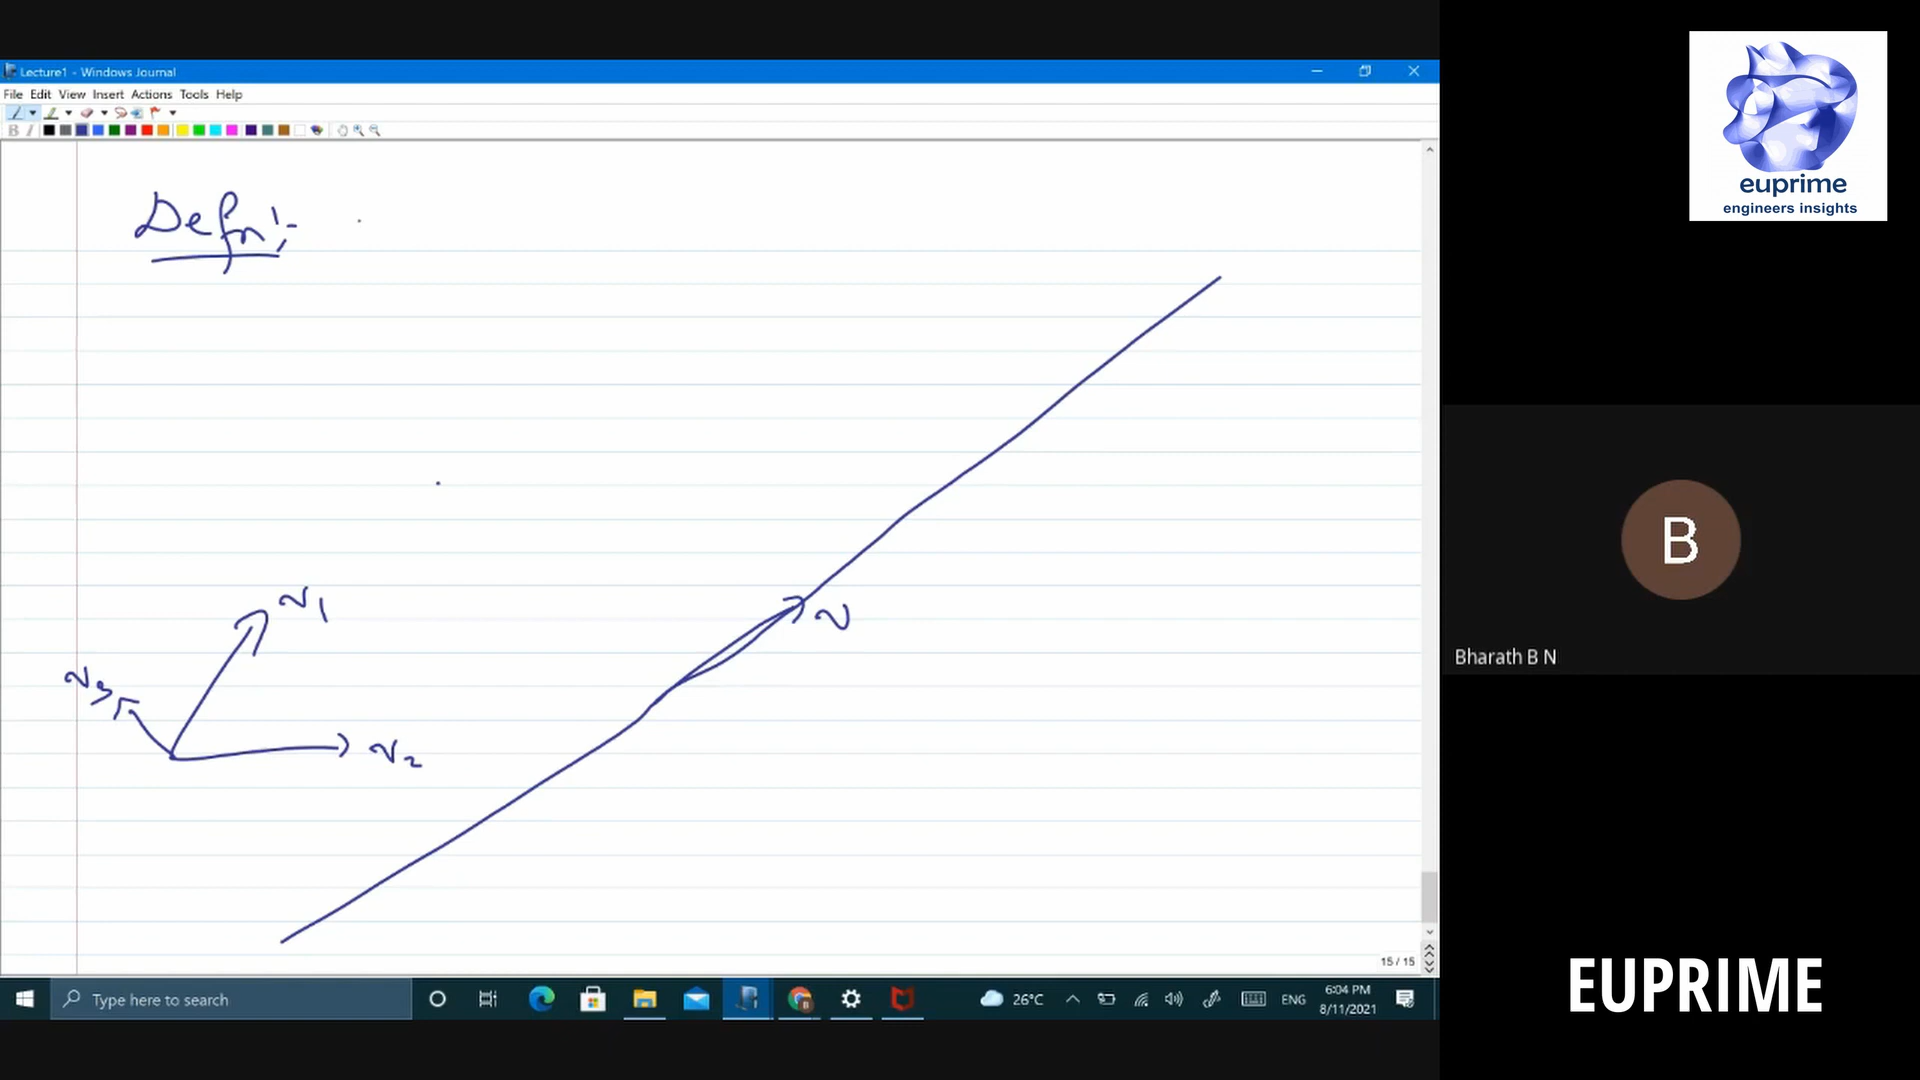 Lecture1 - Windows Journal
File Edit View Insert Actions Tools Help
B I
Defn:-
v1
v3
v2
v
15 / 15
Type here to search
26°C
ENG
6:04 PM
8/11/2021
euprime
engineers insights
B
Bharath B N
EUPRIME